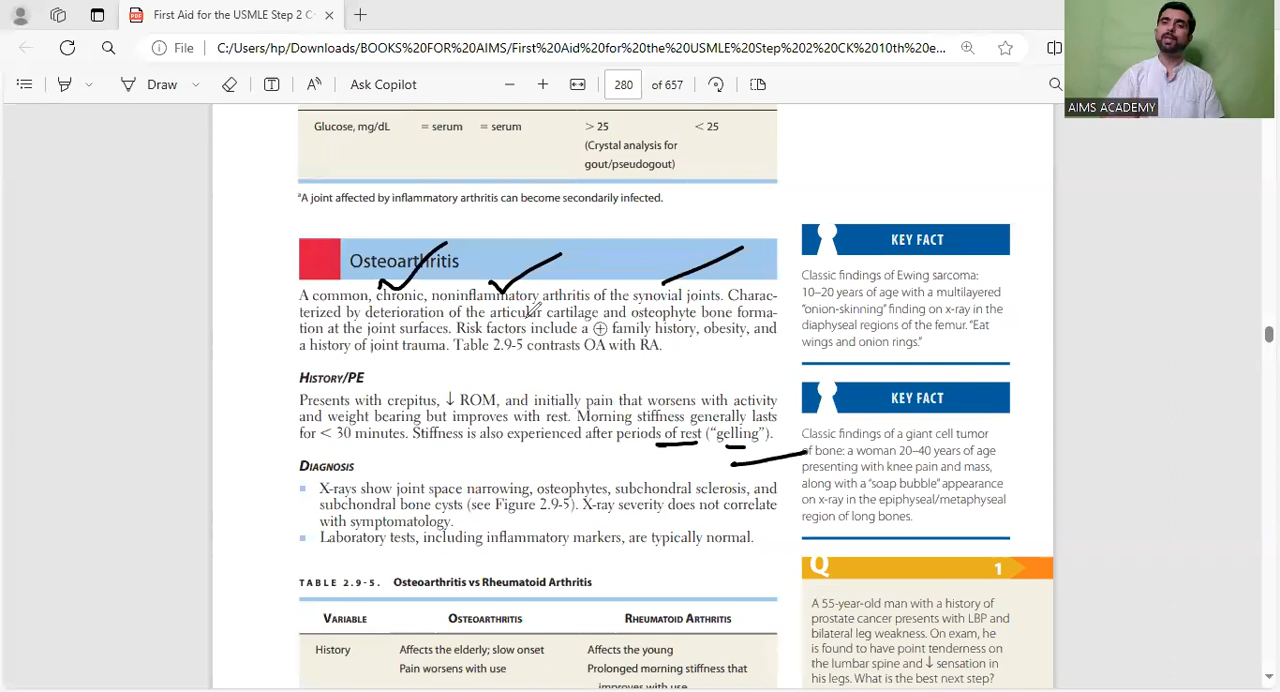 First Aid for the USMLE Step 2 C
File
C:/Users/hp/Downloads/BOOKS%20FOR%20AIMS/First%20Aid%20for%20the%20USMLE%20Step%202%20CK%2010th%20e...
Draw
Ask Copilot
280 of 657
AIMS ACADEMY
Glucose, mg/dL = serum = serum > 25 < 25
(Crystal analysis for
gout/pseudogout)
aA joint affected by inflammatory arthritis can become secondarily infected.
Osteoarthritis
A common, chronic, noninflammatory arthritis of the synovial joints. Charac-
terized by deterioration of the articular cartilage and osteophyte bone forma-
tion at the joint surfaces. Risk factors include a ⊕ family history, obesity, and
a history of joint trauma. Table 2.9-5 contrasts OA with RA.
HISTORY/PE
Presents with crepitus, ↓ ROM, and initially pain that worsens with activity
and weight bearing but improves with rest. Morning stiffness generally lasts
for < 30 minutes. Stiffness is also experienced after periods of rest (“gelling”).
DIAGNOSIS
■ X-rays show joint space narrowing, osteophytes, subchondral sclerosis, and
subchondral bone cysts (see Figure 2.9-5). X-ray severity does not correlate
with symptomatology.
■ Laboratory tests, including inflammatory markers, are typically normal.
TABLE 2.9-5. Osteoarthritis vs Rheumatoid Arthritis
VARIABLE OSTEOARTHRITIS RHEUMATOID ARTHRITIS
History Affects the elderly; slow onset Affects the young
Pain worsens with use Prolonged morning stiffness that
improves with use
KEY FACT
Classic findings of Ewing sarcoma:
10–20 years of age with a multilayered
“onion-skinning” finding on x-ray in the
diaphyseal regions of the femur. “Eat
wings and onion rings.”
KEY FACT
Classic findings of a giant cell tumor
of bone: a woman 20–40 years of age
presenting with knee pain and mass,
along with a “soap bubble” appearance
on x-ray in the epiphyseal/metaphyseal
region of long bones.
Q 1
A 55-year-old man with a history of
prostate cancer presents with LBP and
bilateral leg weakness. On exam, he
is found to have point tenderness on
the lumbar spine and ↓ sensation in
his legs. What is the best next step?